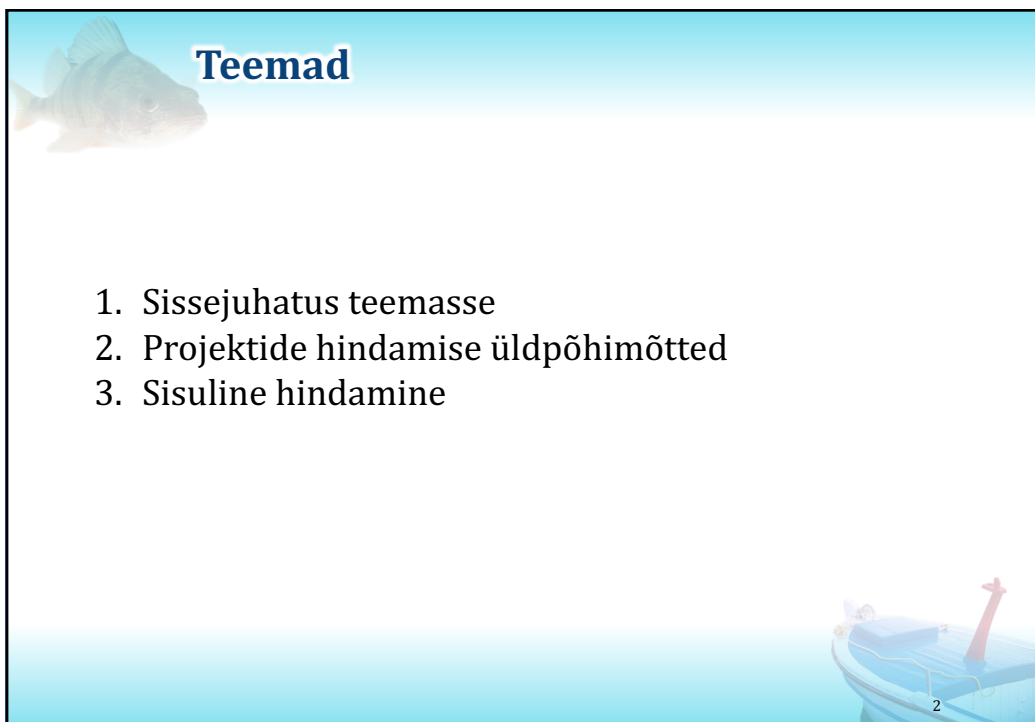 Teemad
1. Sissejuhatus teemasse
2. Projektide hindamise üldpõhimõtted
3. Sisuline hindamine
2